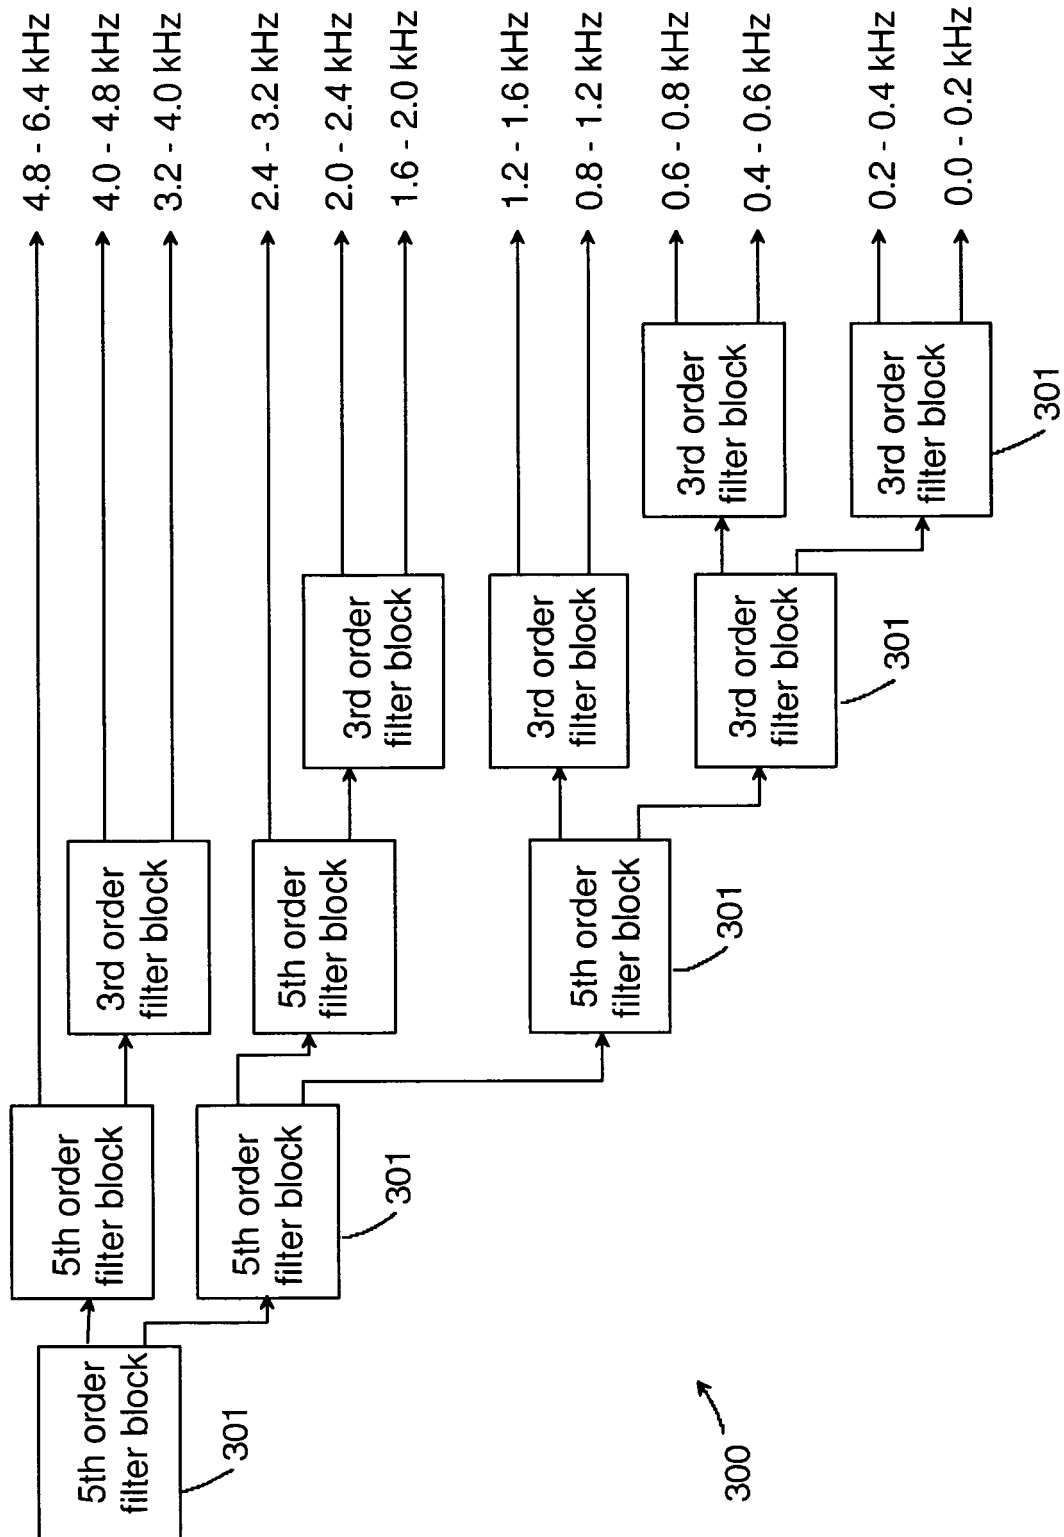 5th order
filter block
301
5th order
filter block
5th order
filter block
301
3rd order
filter block
5th order
filter block
5th order
filter block
301
3rd order
filter block
3rd order
filter block
3rd order
filter block
301
3rd order
filter block
3rd order
filter block
301
4.8 - 6.4 kHz
4.0 - 4.8 kHz
3.2 - 4.0 kHz
2.4 - 3.2 kHz
2.0 - 2.4 kHz
1.6 - 2.0 kHz
1.2 - 1.6 kHz
0.8 - 1.2 kHz
0.6 - 0.8 kHz
0.4 - 0.6 kHz
0.2 - 0.4 kHz
0.0 - 0.2 kHz
300